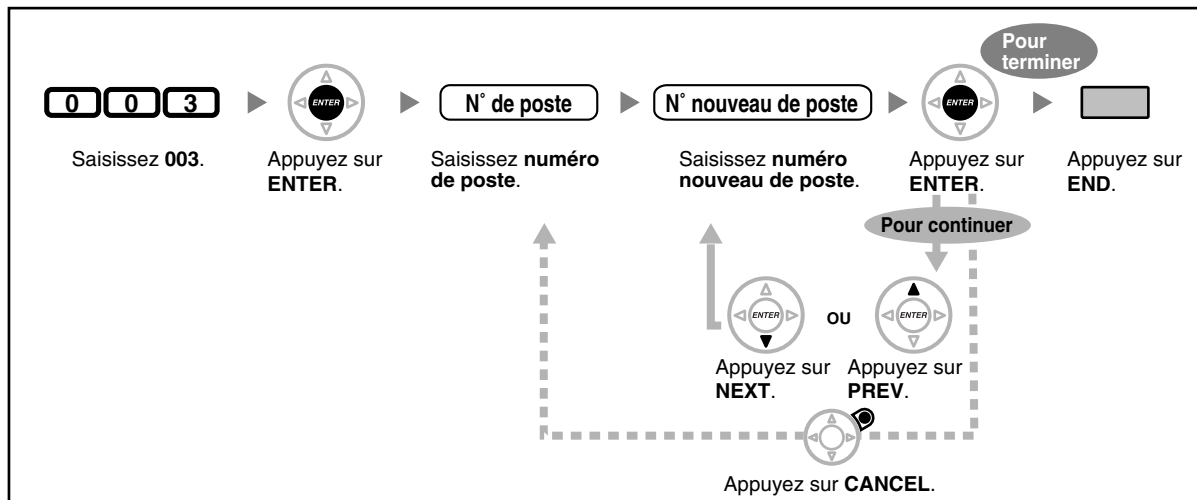 Pour
terminer
0 0 3
ENTER
N° de poste
N° nouveau de poste
ENTER
Saisissez 003.
Appuyez sur
ENTER.
Saisissez numéro
de poste.
Saisissez numéro
nouveau de poste.
Appuyez sur
ENTER.
Appuyez sur
END.
Pour continuer
ENTER
OU
ENTER
Appuyez sur
NEXT.
Appuyez sur
PREV.
Appuyez sur CANCEL.